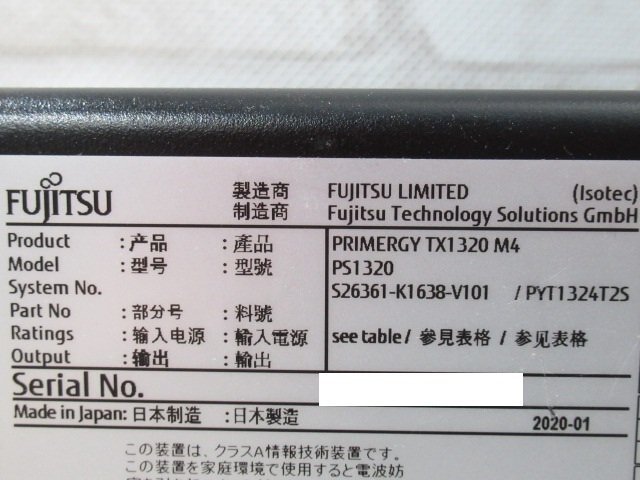 FUJITSU 製造商 FUJITSU LIMITED (Isotec)
制造商 Fujitsu Technology Solutions GmbH
Product : 产品 : 產品 PRIMERGY TX1320 M4
Model : 型号 : 型號 PS1320
System No. S26361-K1638-V101 / PYT1324T2S
Part No : 部分号 : 料號
Ratings : 输入电源 : 輸入電源 see table / 參見表格 / 参见表格
Output : 输出 : 輸出
Serial No.
Made in Japan: 日本制造 : 日本製造 2020-01
この装置は、クラスA情報技術装置です。
この装置を家庭環境で使用すると電波妨